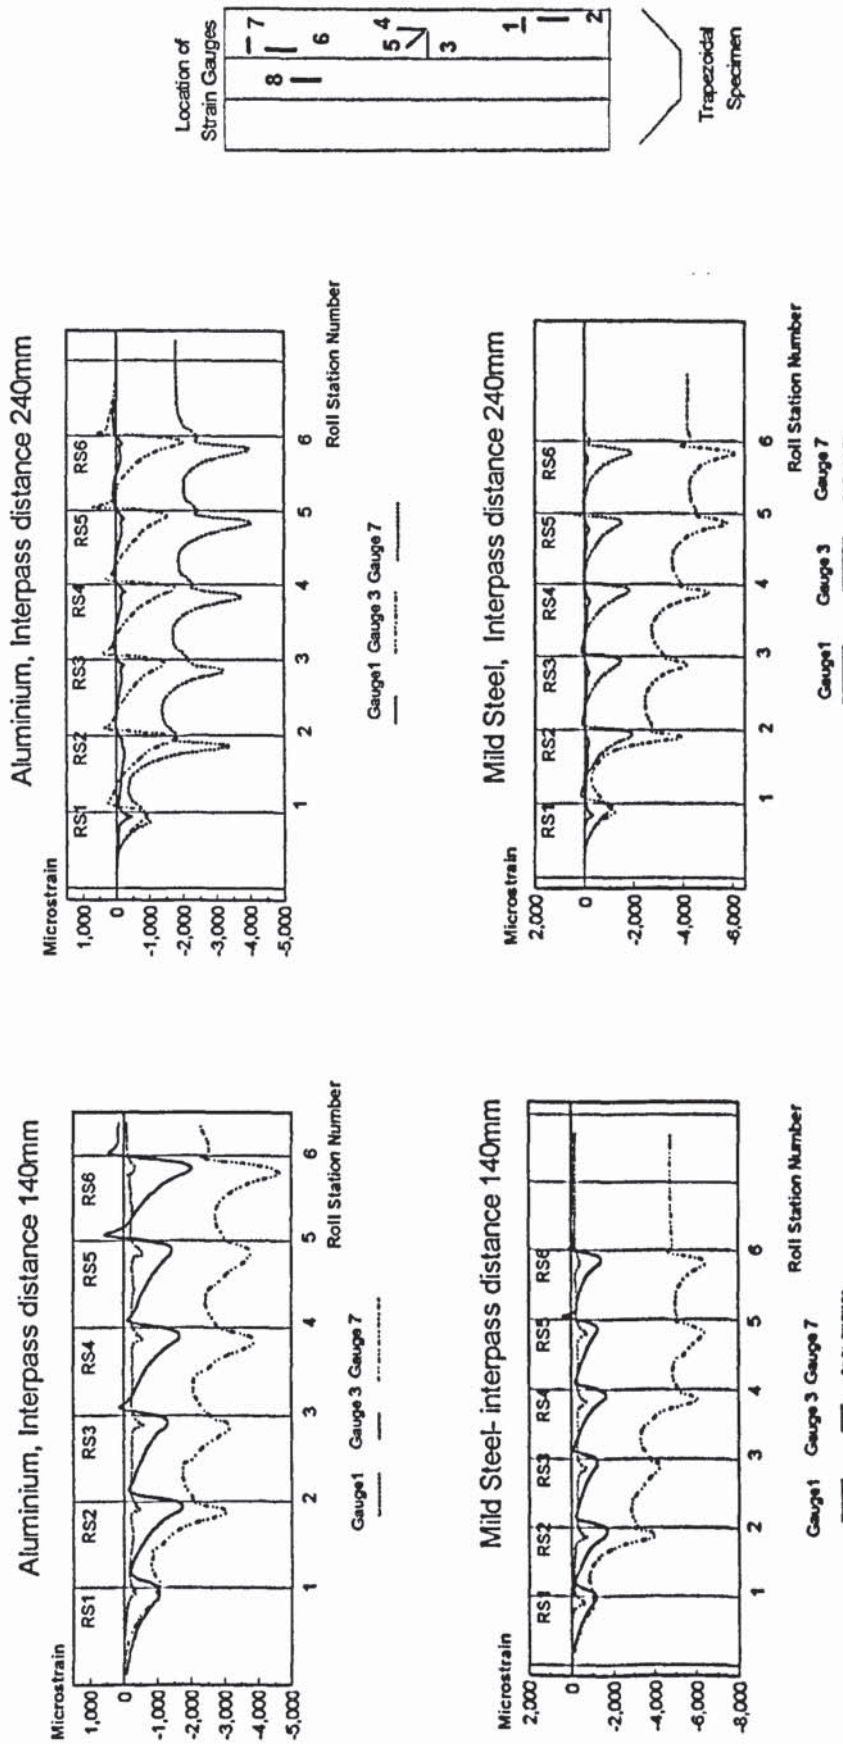 Aluminium, Interpass distance 140mm
Microstrain
1,000
0
-1,000
-2,000
-3,000
-4,000
-5,000
RS1
RS2
RS3
RS4
RS5
RS6
1
2
3
4
5
6
Roll Station Number
Gauge1 Gauge 3 Gauge 7
Aluminium, Interpass distance 240mm
Microstrain
1,000
0
-1,000
-2,000
-3,000
-4,000
-5,000
RS1
RS2
RS3
RS4
RS5
RS6
1
2
3
4
5
6
Roll Station Number
Gauge1 Gauge 3 Gauge 7
Mild Steel- interpass distance 140mm
Microstrain
2,000
0
-2,000
-4,000
-6,000
-8,000
RS1
RS2
RS3
RS4
RS5
RS6
1
2
3
4
5
6
Roll Station Number
Gauge1 Gauge 3 Gauge 7
Mild Steel, Interpass distance 240mm
Microstrain
2,000
0
-2,000
-4,000
-6,000
RS1
RS2
RS3
RS4
RS5
RS6
1
2
3
4
5
6
Roll Station Number
Gauge1 Gauge 3 Gauge 7
Location of
Strain Gauges
7
6
8
4
5
3
1
2
Trapezoidal
Specimen